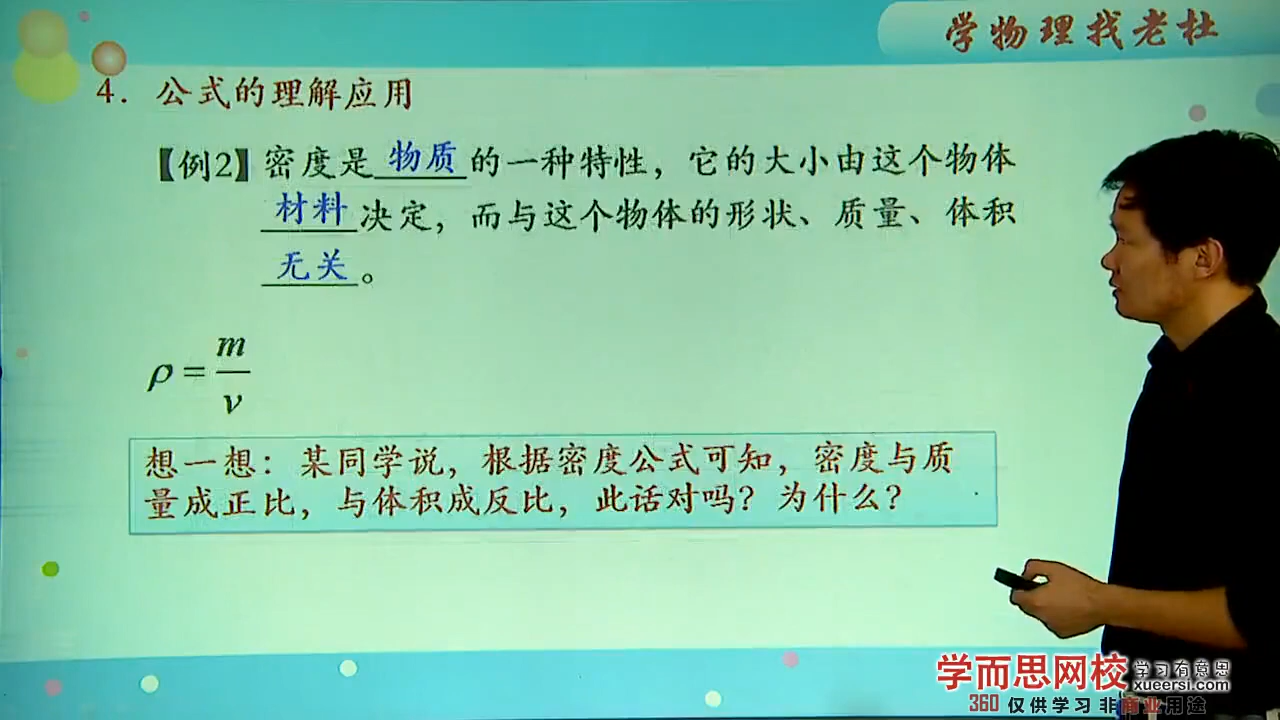 学物理找老杜
4. 公式的理解应用
【例2】密度是 物质 的一种特性，它的大小由这个物体
材料 决定，而与这个物体的形状、质量、体积
无关 。
ρ = m/v
想一想：某同学说，根据密度公式可知，密度与质
量成正比，与体积成反比，此话对吗？为什么？
学而思网校 学习有意思
xueersi.com
360 仅供学习 非商业用途